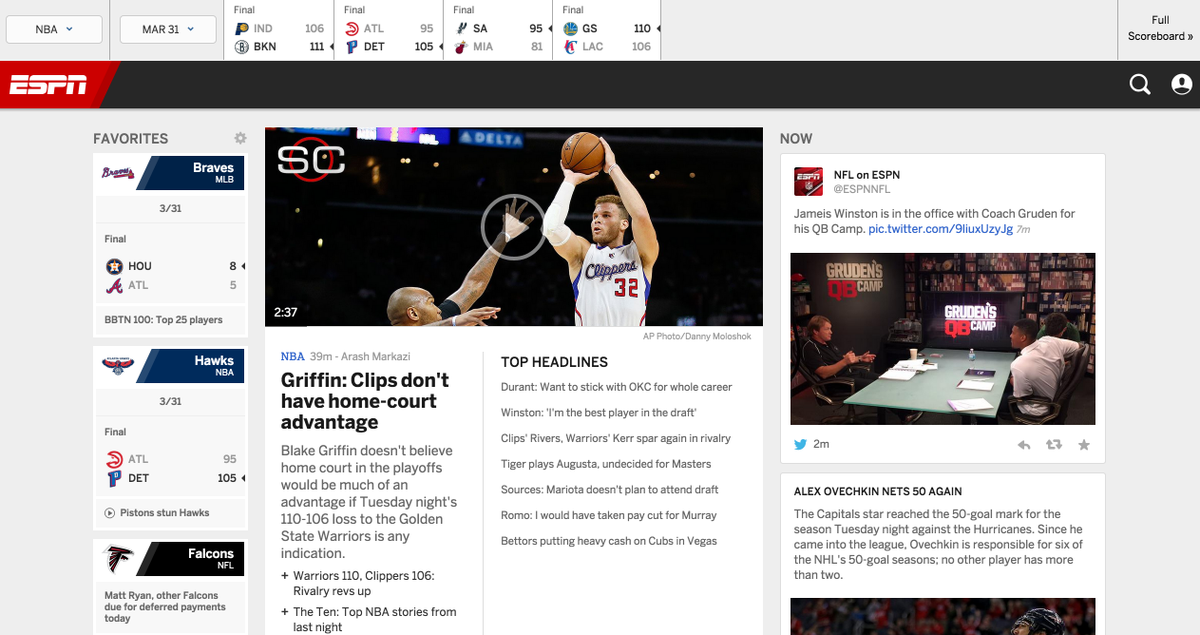 NBA
MAR 31
Final
IND 106
BKN 111
Final
ATL 95
DET 105
Final
SA 95
MIA 81
Final
GS 110
LAC 106
Full
Scoreboard »
ESPN
FAVORITES
Braves
Braves
MLB
3/31
Final
HOU 8
ATL 5
BBTN 100: Top 25 players
Hawks
NBA
3/31
Final
ATL 95
DET 105
Pistons stun Hawks
Falcons
NFL
Matt Ryan, other Falcons
due for deferred payments
today
DELTA
SC
Clippers
32
2:37
AP Photo/Danny Moloshok
NBA 39m - Arash Markazi
Griffin: Clips don't
have home-court
advantage
Blake Griffin doesn't believe
home court in the playoffs
would be much of an
advantage if Tuesday night's
110-106 loss to the Golden
State Warriors is any
indication.
+ Warriors 110, Clippers 106:
Rivalry revs up
+ The Ten: Top NBA stories from
last night
TOP HEADLINES
Durant: Want to stick with OKC for whole career
Winston: 'I'm the best player in the draft'
Clips' Rivers, Warriors' Kerr spar again in rivalry
Tiger plays Augusta, undecided for Masters
Sources: Mariota doesn't plan to attend draft
Romo: I would have taken pay cut for Murray
Bettors putting heavy cash on Cubs in Vegas
NOW
ESPN
NFL on ESPN
@ESPNNFL
Jameis Winston is in the office with Coach Gruden for
his QB Camp. pic.twitter.com/9liuxUzyJg 7m
GRUDEN'S
QB CAMP
GRUDEN'S
QB CAMP
2m
ALEX OVECHKIN NETS 50 AGAIN
The Capitals star reached the 50-goal mark for the
season Tuesday night against the Hurricanes. Since he
came into the league, Ovechkin is responsible for six of
the NHL's 50-goal seasons; no other player has more
than two.